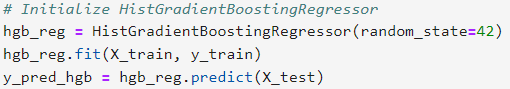 # Initialize HistGradientBoostingRegressor
hgb_reg = HistGradientBoostingRegressor(random_state=42)
hgb_reg.fit(X_train, y_train)
y_pred_hgb = hgb_reg.predict(X_test)